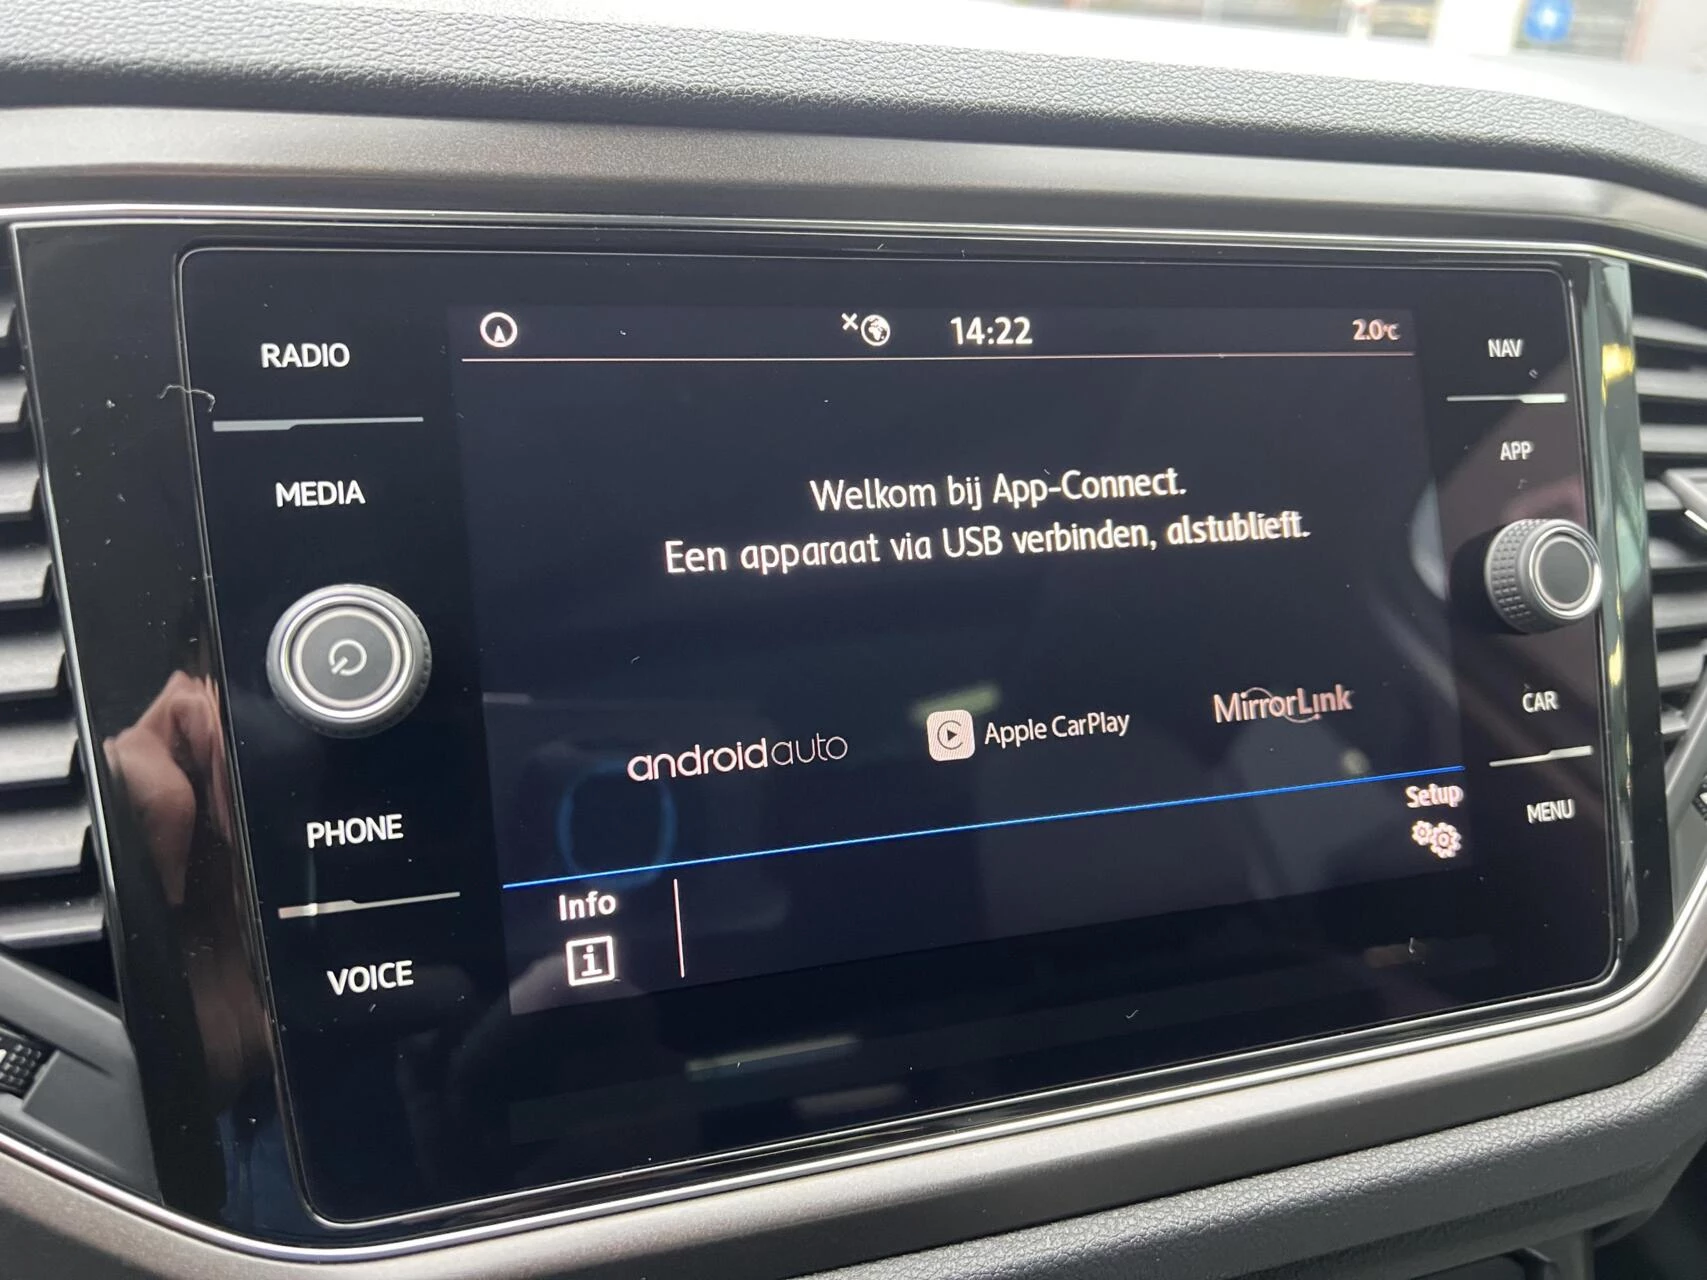 RADIO
MEDIA
PHONE
VOICE
14:22
2.0°C
Welkom bij App-Connect.
Een apparaat via USB verbinden, alstublieft.
androidauto
Apple CarPlay
MirrorLink
Setup
Info
i
NAV
APP
CAR
MENU